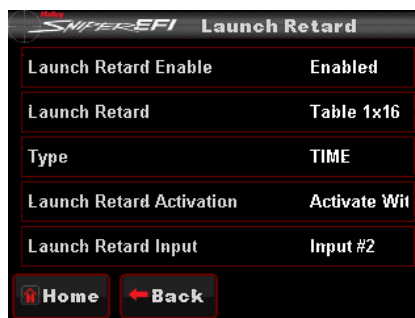 Holley
SNIPER EFI Launch Retard
Launch Retard Enable Enabled
Launch Retard Table 1x16
Type TIME
Launch Retard Activation Activate Wit
Launch Retard Input Input #2
Home Back